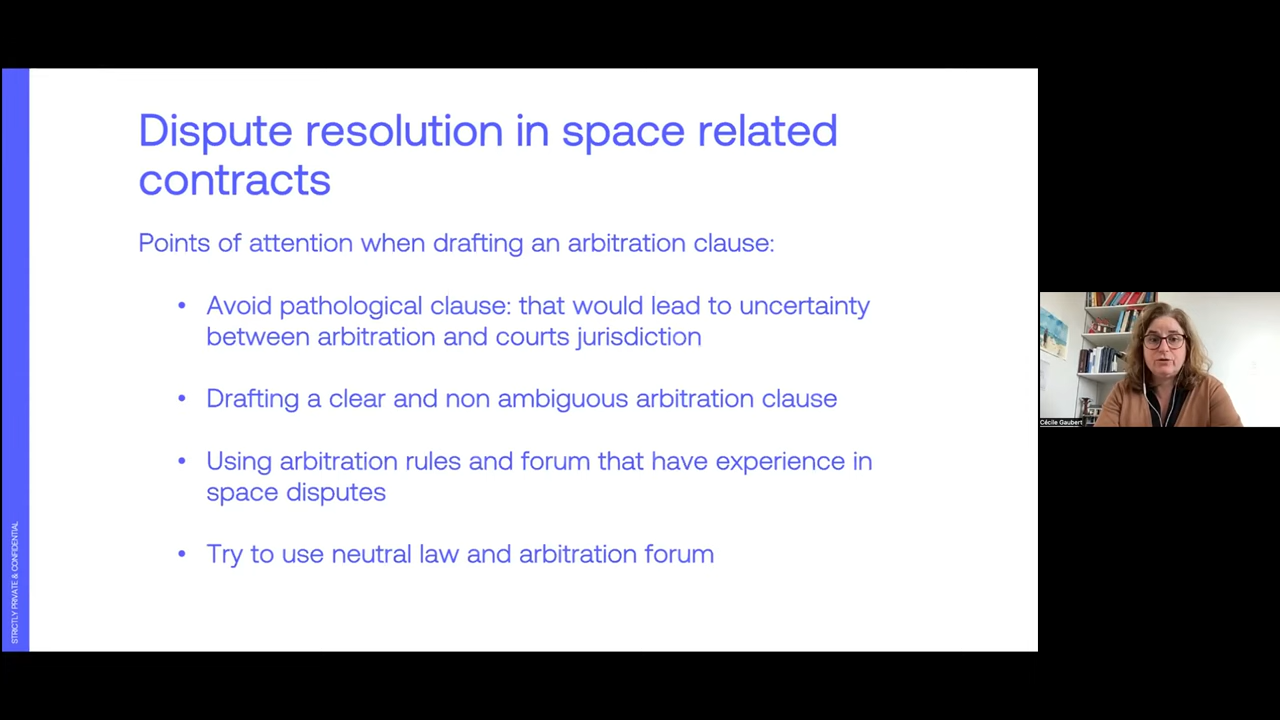 Dispute resolution in space related
contracts
Points of attention when drafting an arbitration clause:
• Avoid pathological clause: that would lead to uncertainty
between arbitration and courts jurisdiction
• Drafting a clear and non ambiguous arbitration clause
• Using arbitration rules and forum that have experience in
space disputes
• Try to use neutral law and arbitration forum
STRICTLY PRIVATE & CONFIDENTIAL
Cécile Gaubert